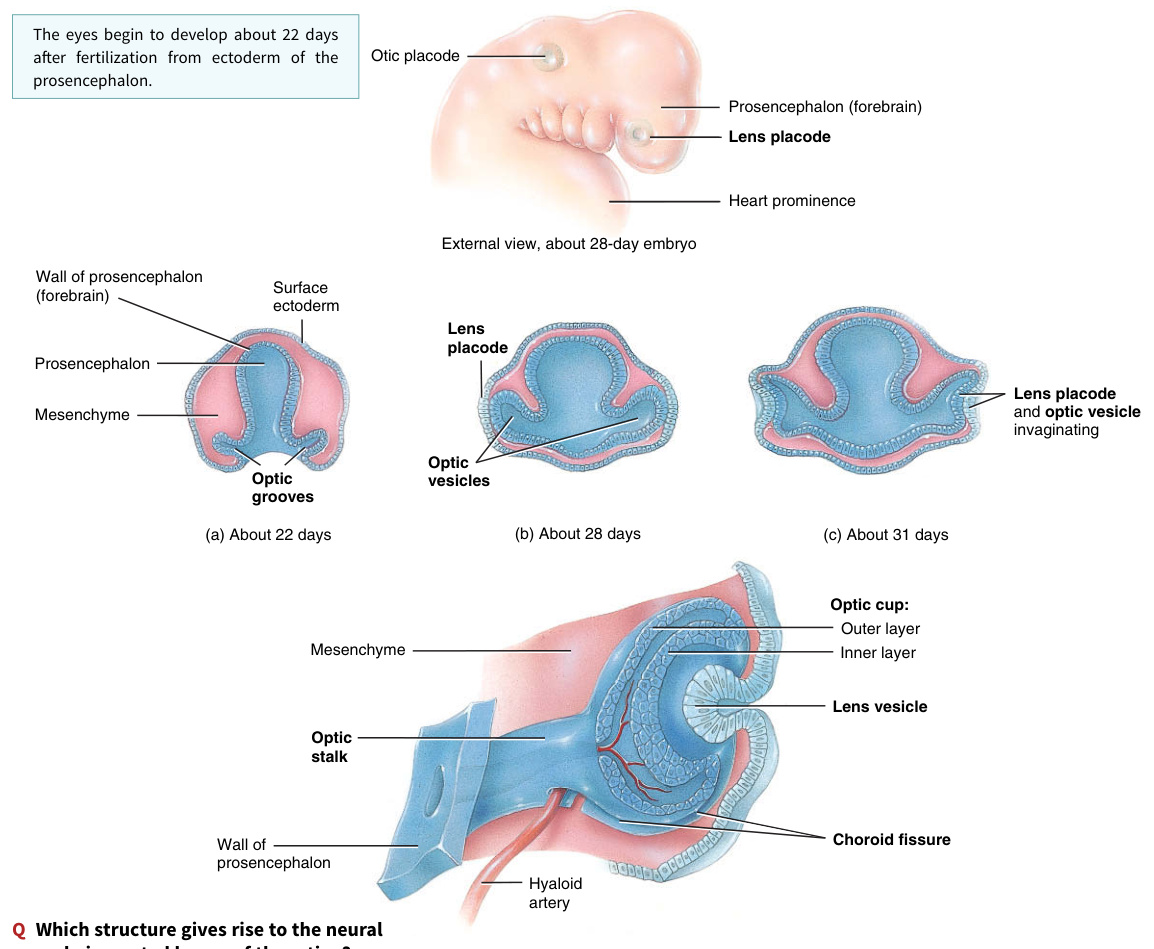 The eyes begin to develop about 22 days
after fertilization from ectoderm of the
prosencephalon.
Otic placode
Prosencephalon (forebrain)
Lens placode
Heart prominence
External view, about 28-day embryo
Wall of prosencephalon
(forebrain)
Surface
ectoderm
Prosencephalon
Mesenchyme
Optic
grooves
(a) About 22 days
Lens
placode
Optic
vesicles
(b) About 28 days
Lens placode
and optic vesicle
invaginating
(c) About 31 days
Optic cup:
Outer layer
Inner layer
Mesenchyme
Lens vesicle
Optic
stalk
Choroid fissure
Wall of
prosencephalon
Hyaloid
artery
Q Which structure gives rise to the neural